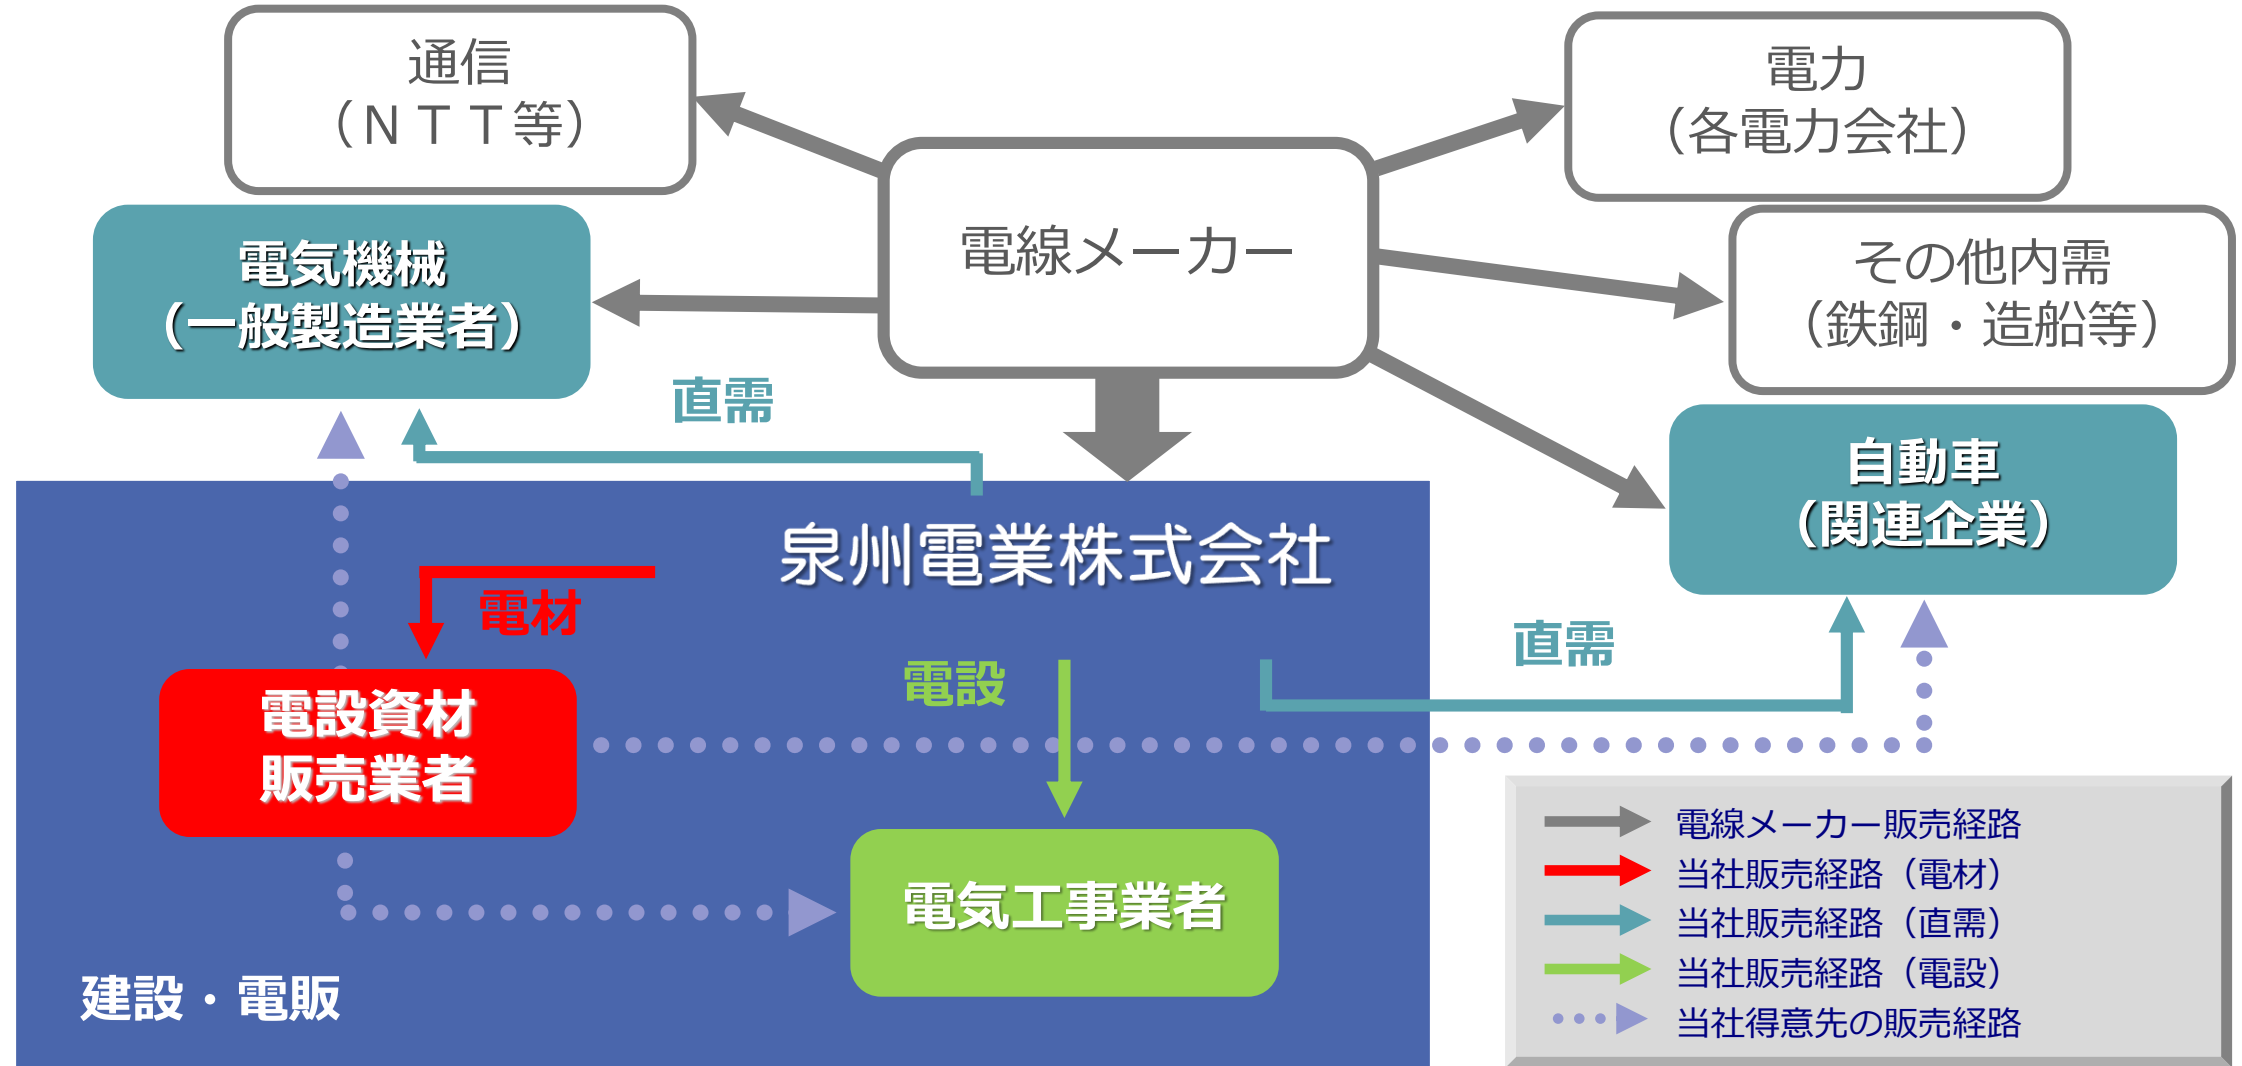 通信
（ＮＴＴ等）
電力
（各電力会社）
電線メーカー
電気機械
（一般製造業者）
その他内需
（鉄鋼・造船等）
直需
自動車
（関連企業）
泉州電業株式会社
電材
直需
電設
電設資材
販売業者
電気工事業者
建設・電販
電線メーカー販売経路
当社販売経路（電材）
当社販売経路（直需）
当社販売経路（電設）
当社得意先の販売経路